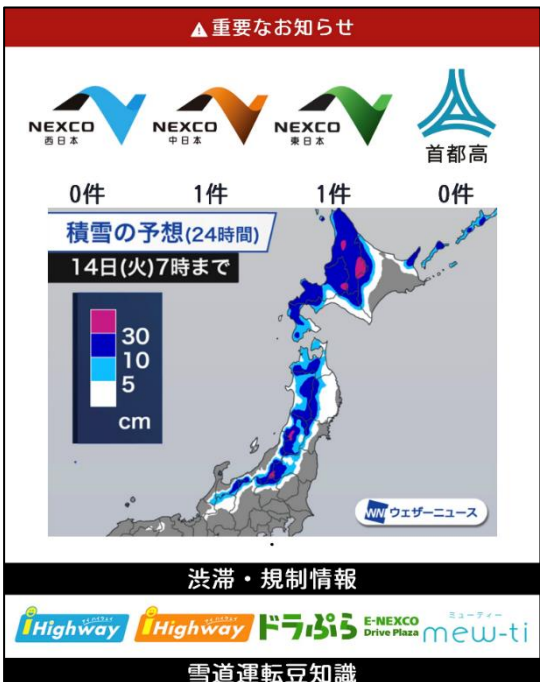 ⚠重要なお知らせ
NEXCO 西日本
NEXCO 中日本
NEXCO 東日本
首都高
0件 1件 1件 0件
積雪の予想(24時間)
14日(火)7時まで
30
10
5
cm
WN ウェザーニュース
渋滞・規制情報
iHighway iHighway ドラぷら E-NEXCO Drive Plaza ミューティー mew-ti
雪道運転豆知識